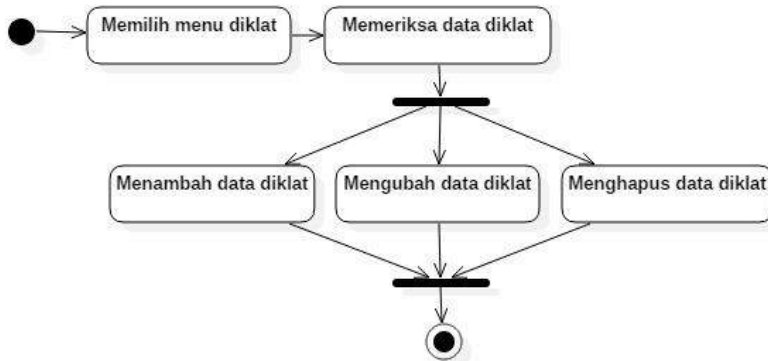 Memilih menu diklat
Memeriksa data diklat
Menambah data diklat
Mengubah data diklat
Menghapus data diklat